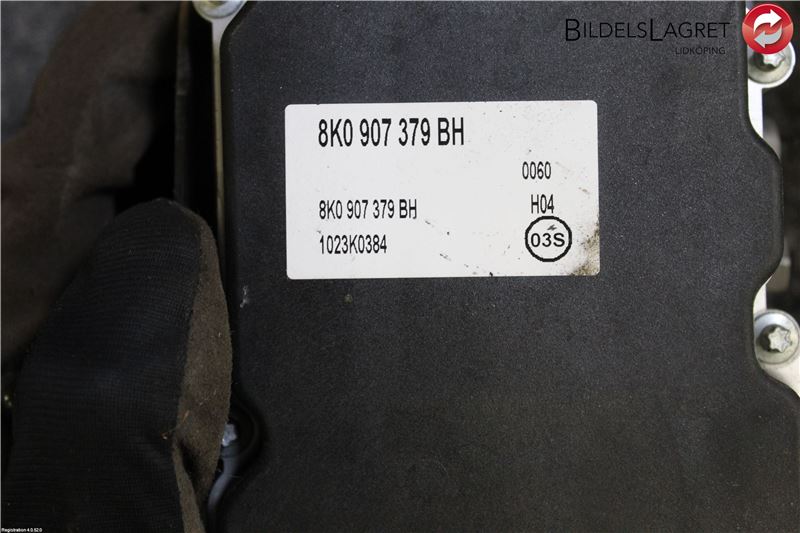 BILDELSLAGRET
LIDKÖPING
8K0 907 379 BH
0060
8K0 907 379 BH
H04
1023K0384
03S
Registration 4.0.52.0